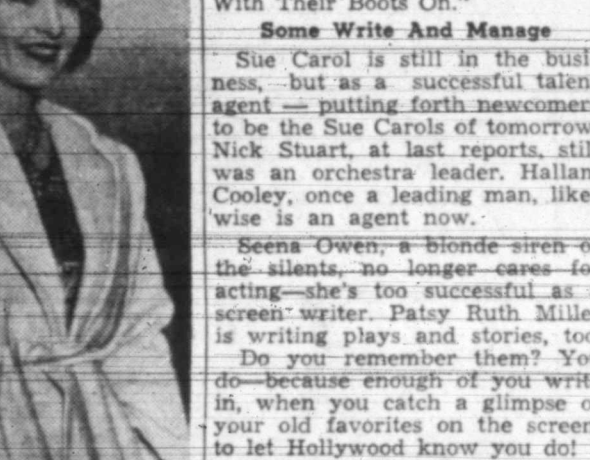 With Their Boots On."
Some Write And Manage
Sue Carol is still in the busi
ness, but as a successful talen
agent — putting forth newcomer
to be the Sue Carols of tomorrow
Nick Stuart, at last reports, stil
was an orchestra leader. Hallam
Cooley, once a leading man, like
wise is an agent now.
Seena Owen, a blonde siren o
the silents, no longer cares fo
acting—she's too successful as
screen writer. Patsy Ruth Mille
is writing plays and stories, too
Do you remember them? Yo
do—because enough of you writ
in, when you catch a glimpse o
your old favorites on the screen
to let Hollywood know you do!